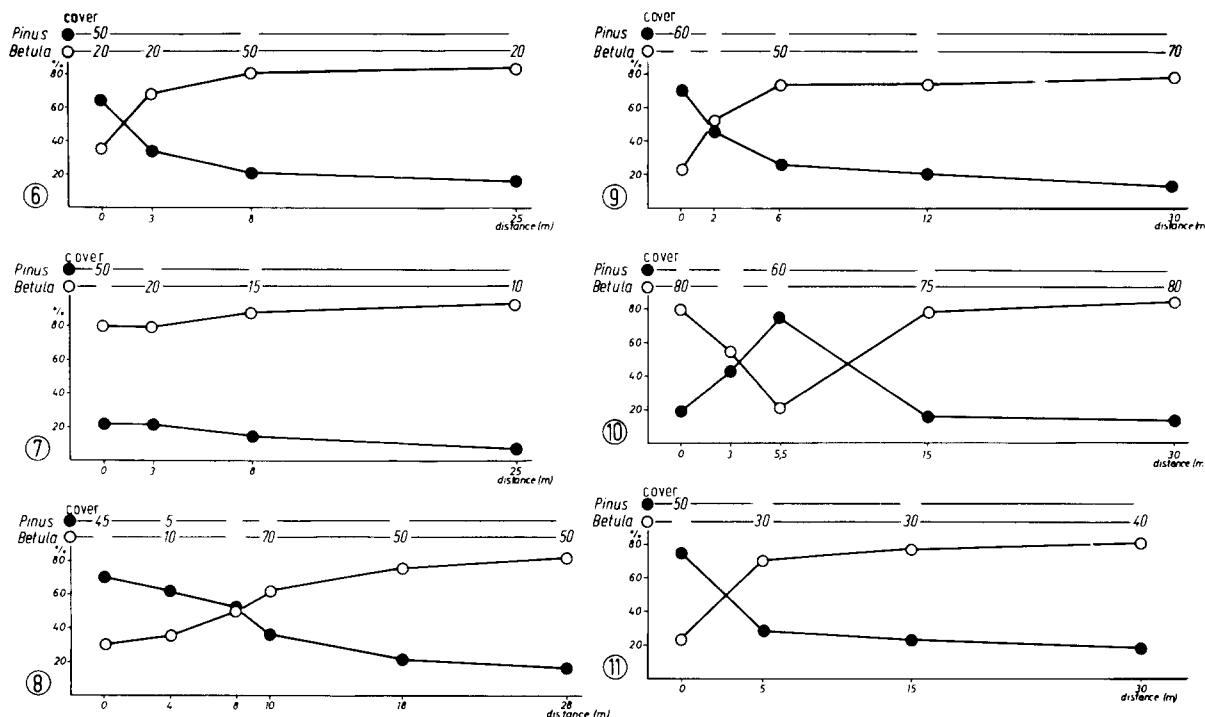 cover
Pinus 50
Betula 20 20 50 20
%
80
60
40
20
6
0 3 8 25
distance (m)
cover
Pinus 50
Betula 20 15 10
%
80
60
40
20
7
0 3 8 25
distance (m)
cover
Pinus 45 5
Betula 10 70 50 50
%
80
60
40
20
8
0 4 8 10 18 28
distance (m)
cover
Pinus 60
Betula 50 70
%
80
60
40
20
9
0 2 6 12 30
distance (m
cover
Pinus 60
Betula 80 75 80
%
80
60
40
20
10
0 3 5,5 15 30
distance (m
cover
Pinus 50
Betula 30 30 40
%
80
60
40
20
11
0 5 15 30
distance (m)